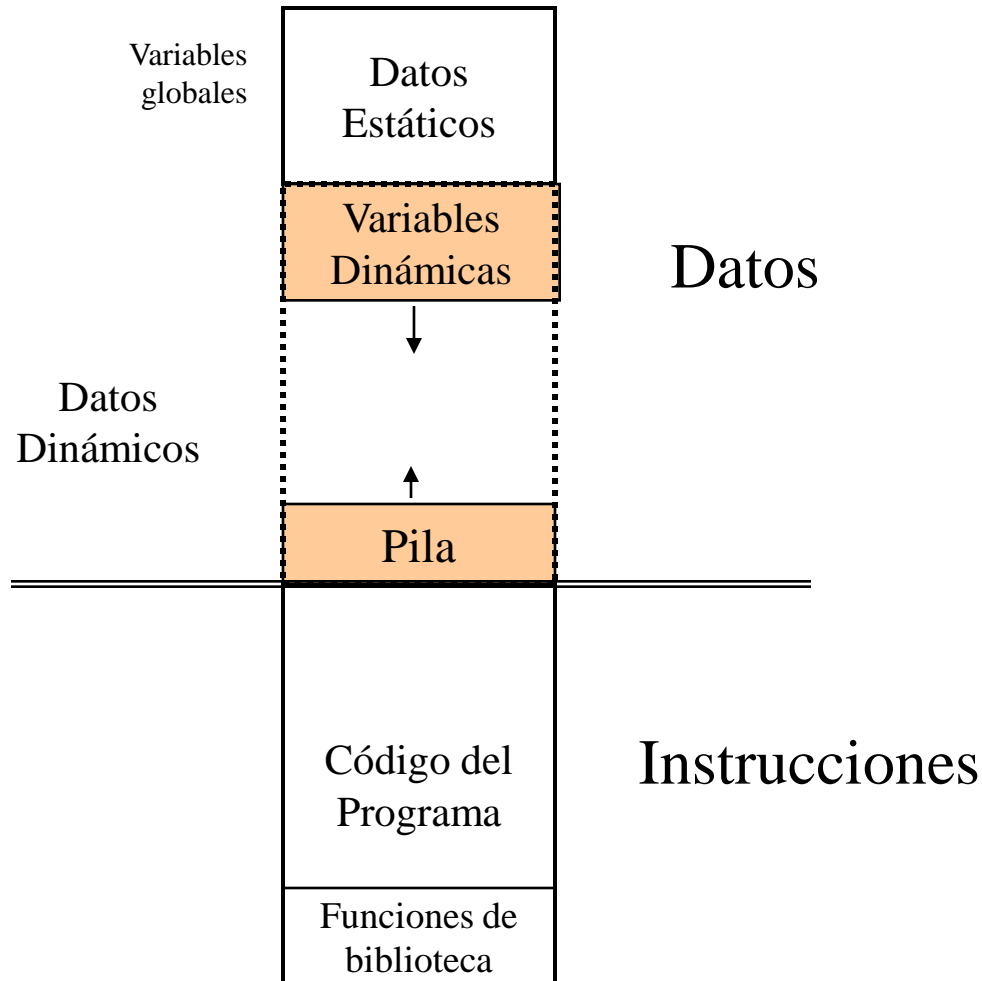 Variables
globales
Datos
Estáticos
Variables
Dinámicas
Datos
Datos
Dinámicos
Pila
Código del
Programa
Instrucciones
Funciones de
biblioteca